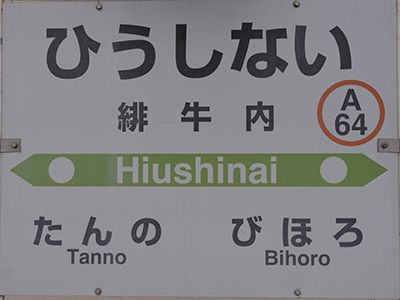 ひうしない
緋牛内
A
64
Hiushinai
たんの びほろ
Tanno Bihoro